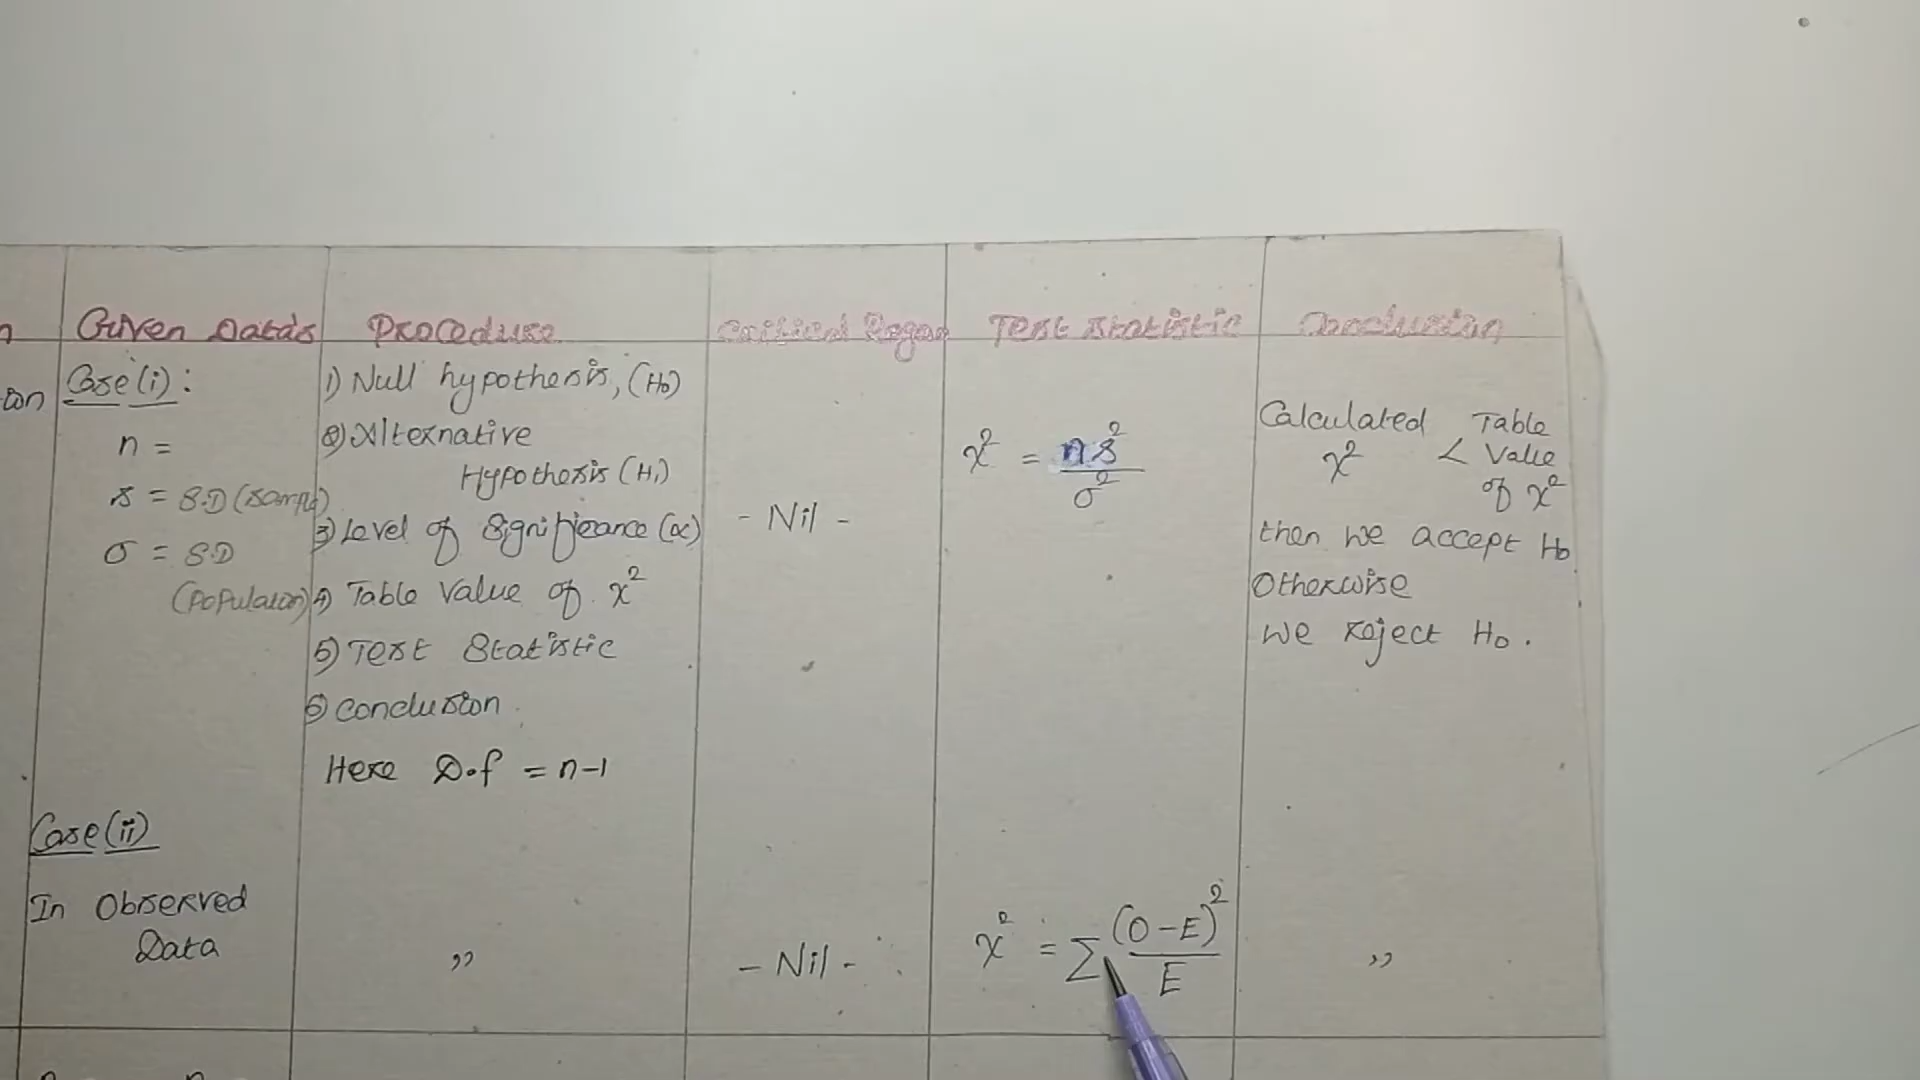 Given Data's
Procedure
Critical Region
Test Statistic
Conclusion
Case(i):
n =
s = S.D (sample)
σ = S.D
(Population)
1) Null hypothesis, (H₀)
2) Alternative
Hypothesis (H₁)
3) Level of Significance (α)
4) Table Value of χ²
5) Test Statistic
6) Conclusion.
Here D.f = n-1
- Nil -
χ² = ns²/σ²
Calculated Table
χ² < Value
of χ²
then we accept H₀
Otherwise
we reject H₀.
Case(ii)
In Observed
Data
,,
- Nil -
χ² = Σ (O-E)²/E
,,